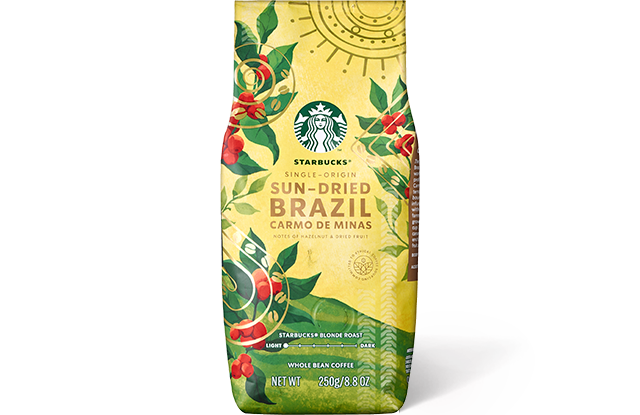 STARBUCKS®
SINGLE-ORIGIN
SUN-DRIED
BRAZIL
CARMO DE MINAS
NOTES OF HAZELNUT & DRIED FRUIT
STARBUCKS® BLONDE ROAST
LIGHT DARK
WHOLE BEAN COFFEE
NET WT 250g/8.8 OZ